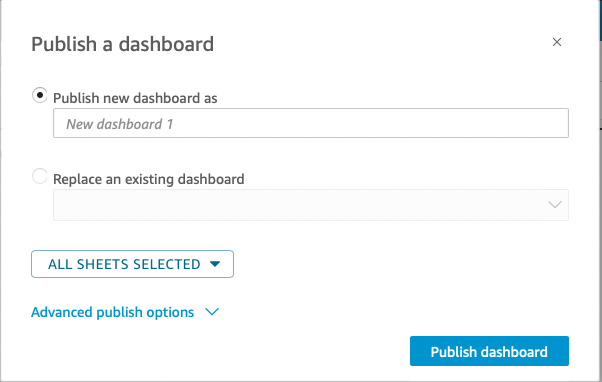 Publish a dashboard
Publish new dashboard as
New dashboard 1
Replace an existing dashboard
ALL SHEETS SELECTED
Advanced publish options
Publish dashboard